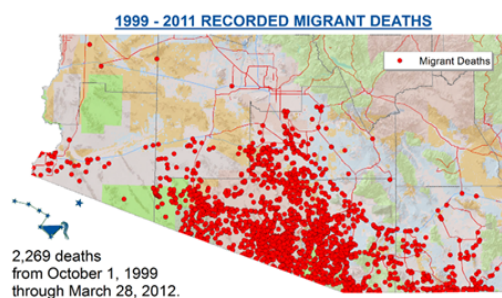 1999 - 2011 RECORDED MIGRANT DEATHS
Migrant Deaths
2,269 deaths
from October 1, 1999
through March 28, 2012.